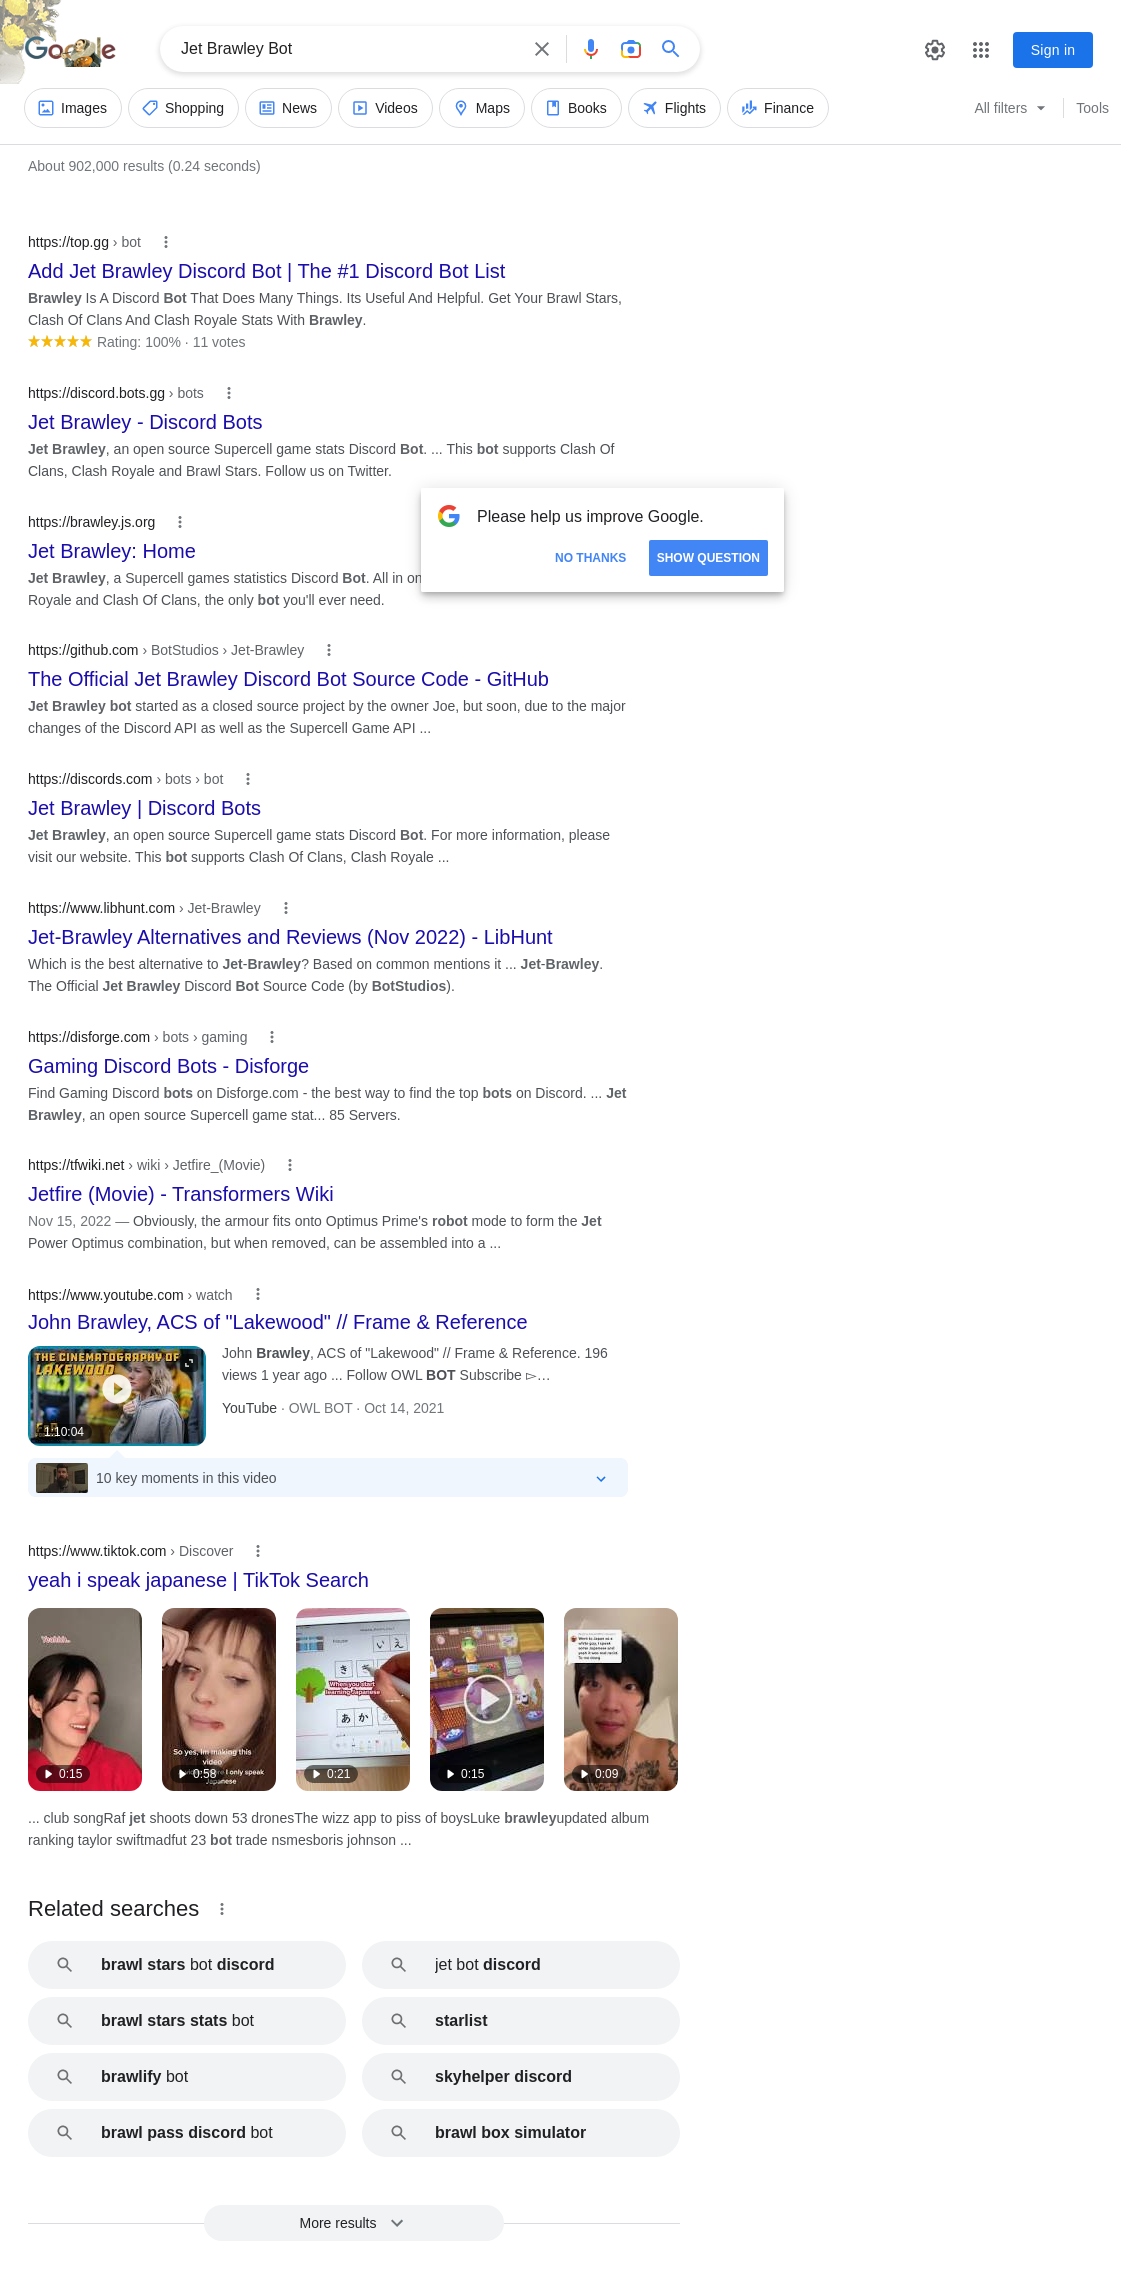 Google
Jet Brawley Bot
Sign in
Images
Shopping
News
Videos
Maps
Books
Flights
Finance
All filters
Tools
About 902,000 results (0.24 seconds)
https://top.gg › bot
Add Jet Brawley Discord Bot | The #1 Discord Bot List
Brawley Is A Discord Bot That Does Many Things. Its Useful And Helpful. Get Your Brawl Stars,
Clash Of Clans And Clash Royale Stats With Brawley.
Rating: 100% · 11 votes
https://discord.bots.gg › bots
Jet Brawley - Discord Bots
Jet Brawley, an open source Supercell game stats Discord Bot. ... This bot supports Clash Of
Clans, Clash Royale and Brawl Stars. Follow us on Twitter.
Please help us improve Google.
NO THANKS
SHOW QUESTION
https://brawley.js.org
Jet Brawley: Home
Jet Brawley, a Supercell games statistics Discord Bot. All in on
Royale and Clash Of Clans, the only bot you'll ever need.
https://github.com › BotStudios › Jet-Brawley
The Official Jet Brawley Discord Bot Source Code - GitHub
Jet Brawley bot started as a closed source project by the owner Joe, but soon, due to the major
changes of the Discord API as well as the Supercell Game API ...
https://discords.com › bots › bot
Jet Brawley | Discord Bots
Jet Brawley, an open source Supercell game stats Discord Bot. For more information, please
visit our website. This bot supports Clash Of Clans, Clash Royale ...
https://www.libhunt.com › Jet-Brawley
Jet-Brawley Alternatives and Reviews (Nov 2022) - LibHunt
Which is the best alternative to Jet-Brawley? Based on common mentions it ... Jet-Brawley.
The Official Jet Brawley Discord Bot Source Code (by BotStudios).
https://disforge.com › bots › gaming
Gaming Discord Bots - Disforge
Find Gaming Discord bots on Disforge.com - the best way to find the top bots on Discord. ... Jet
Brawley, an open source Supercell game stat... 85 Servers.
https://tfwiki.net › wiki › Jetfire_(Movie)
Jetfire (Movie) - Transformers Wiki
Nov 15, 2022 — Obviously, the armour fits onto Optimus Prime's robot mode to form the Jet
Power Optimus combination, but when removed, can be assembled into a ...
https://www.youtube.com › watch
John Brawley, ACS of "Lakewood" // Frame & Reference
THE CINEMATOGRAPHY OF
LAKEWOOD
1:10:04
John Brawley, ACS of "Lakewood" // Frame & Reference. 196
views 1 year ago ... Follow OWL BOT Subscribe ▻…
YouTube · OWL BOT · Oct 14, 2021
10 key moments in this video
https://www.tiktok.com › Discover
yeah i speak japanese | TikTok Search
Yeahhh..
0:15
So yes, im making this
video
I only speak
Japanese
0:58
house
いえ
きき
When you start
learning Japanese
あか
0:21
0:15
0:09
... club songRaf jet shoots down 53 dronesThe wizz app to piss of boysLuke brawleyupdated album
ranking taylor swiftmadfut 23 bot trade nsmesboris johnson ...
Related searches
brawl stars bot discord
jet bot discord
brawl stars stats bot
starlist
brawlify bot
skyhelper discord
brawl pass discord bot
brawl box simulator
More results